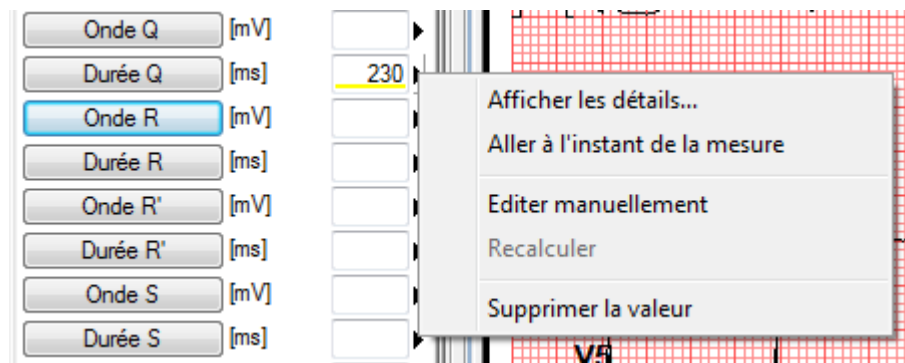 Onde Q [mV]
Durée Q [ms] 230
Afficher les détails...
Onde R [mV]
Aller à l'instant de la mesure
Durée R [ms]
Onde R' [mV]
Editer manuellement
Durée R' [ms]
Recalculer
Onde S [mV]
Supprimer la valeur
Durée S [ms]
V5